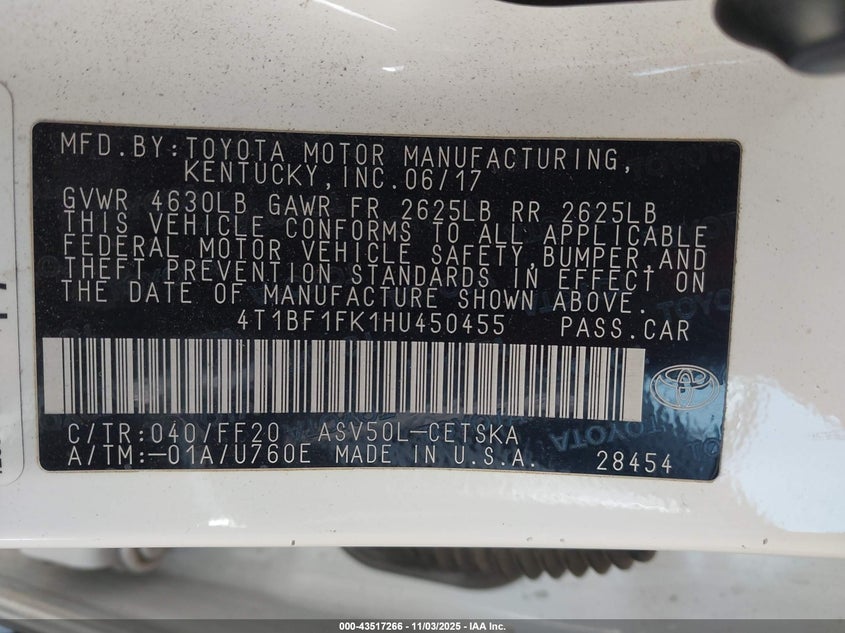 MFD.BY:TOYOTA MOTOR MANUFACTURING,
KENTUCKY,INC.06/17
GVWR 4630LB GAWR FR 2625LB RR 2625LB
THIS VEHICLE CONFORMS TO ALL APPLICABLE
FEDERAL MOTOR VEHICLE SAFETY,BUMPER,AND
THEFT PREVENTION STANDARDS IN EFFECT ON
THE DATE OF MANUFACTURE SHOWN ABOVE.
4T1BF1FK1HU450455 PASS.CAR
C/TR:040/FF20 ASV50L-CETSKA
A/TM:-01A/U760E MADE IN U.S.A. 28454
000-43517266 - 11/03/2025 - IAA Inc.